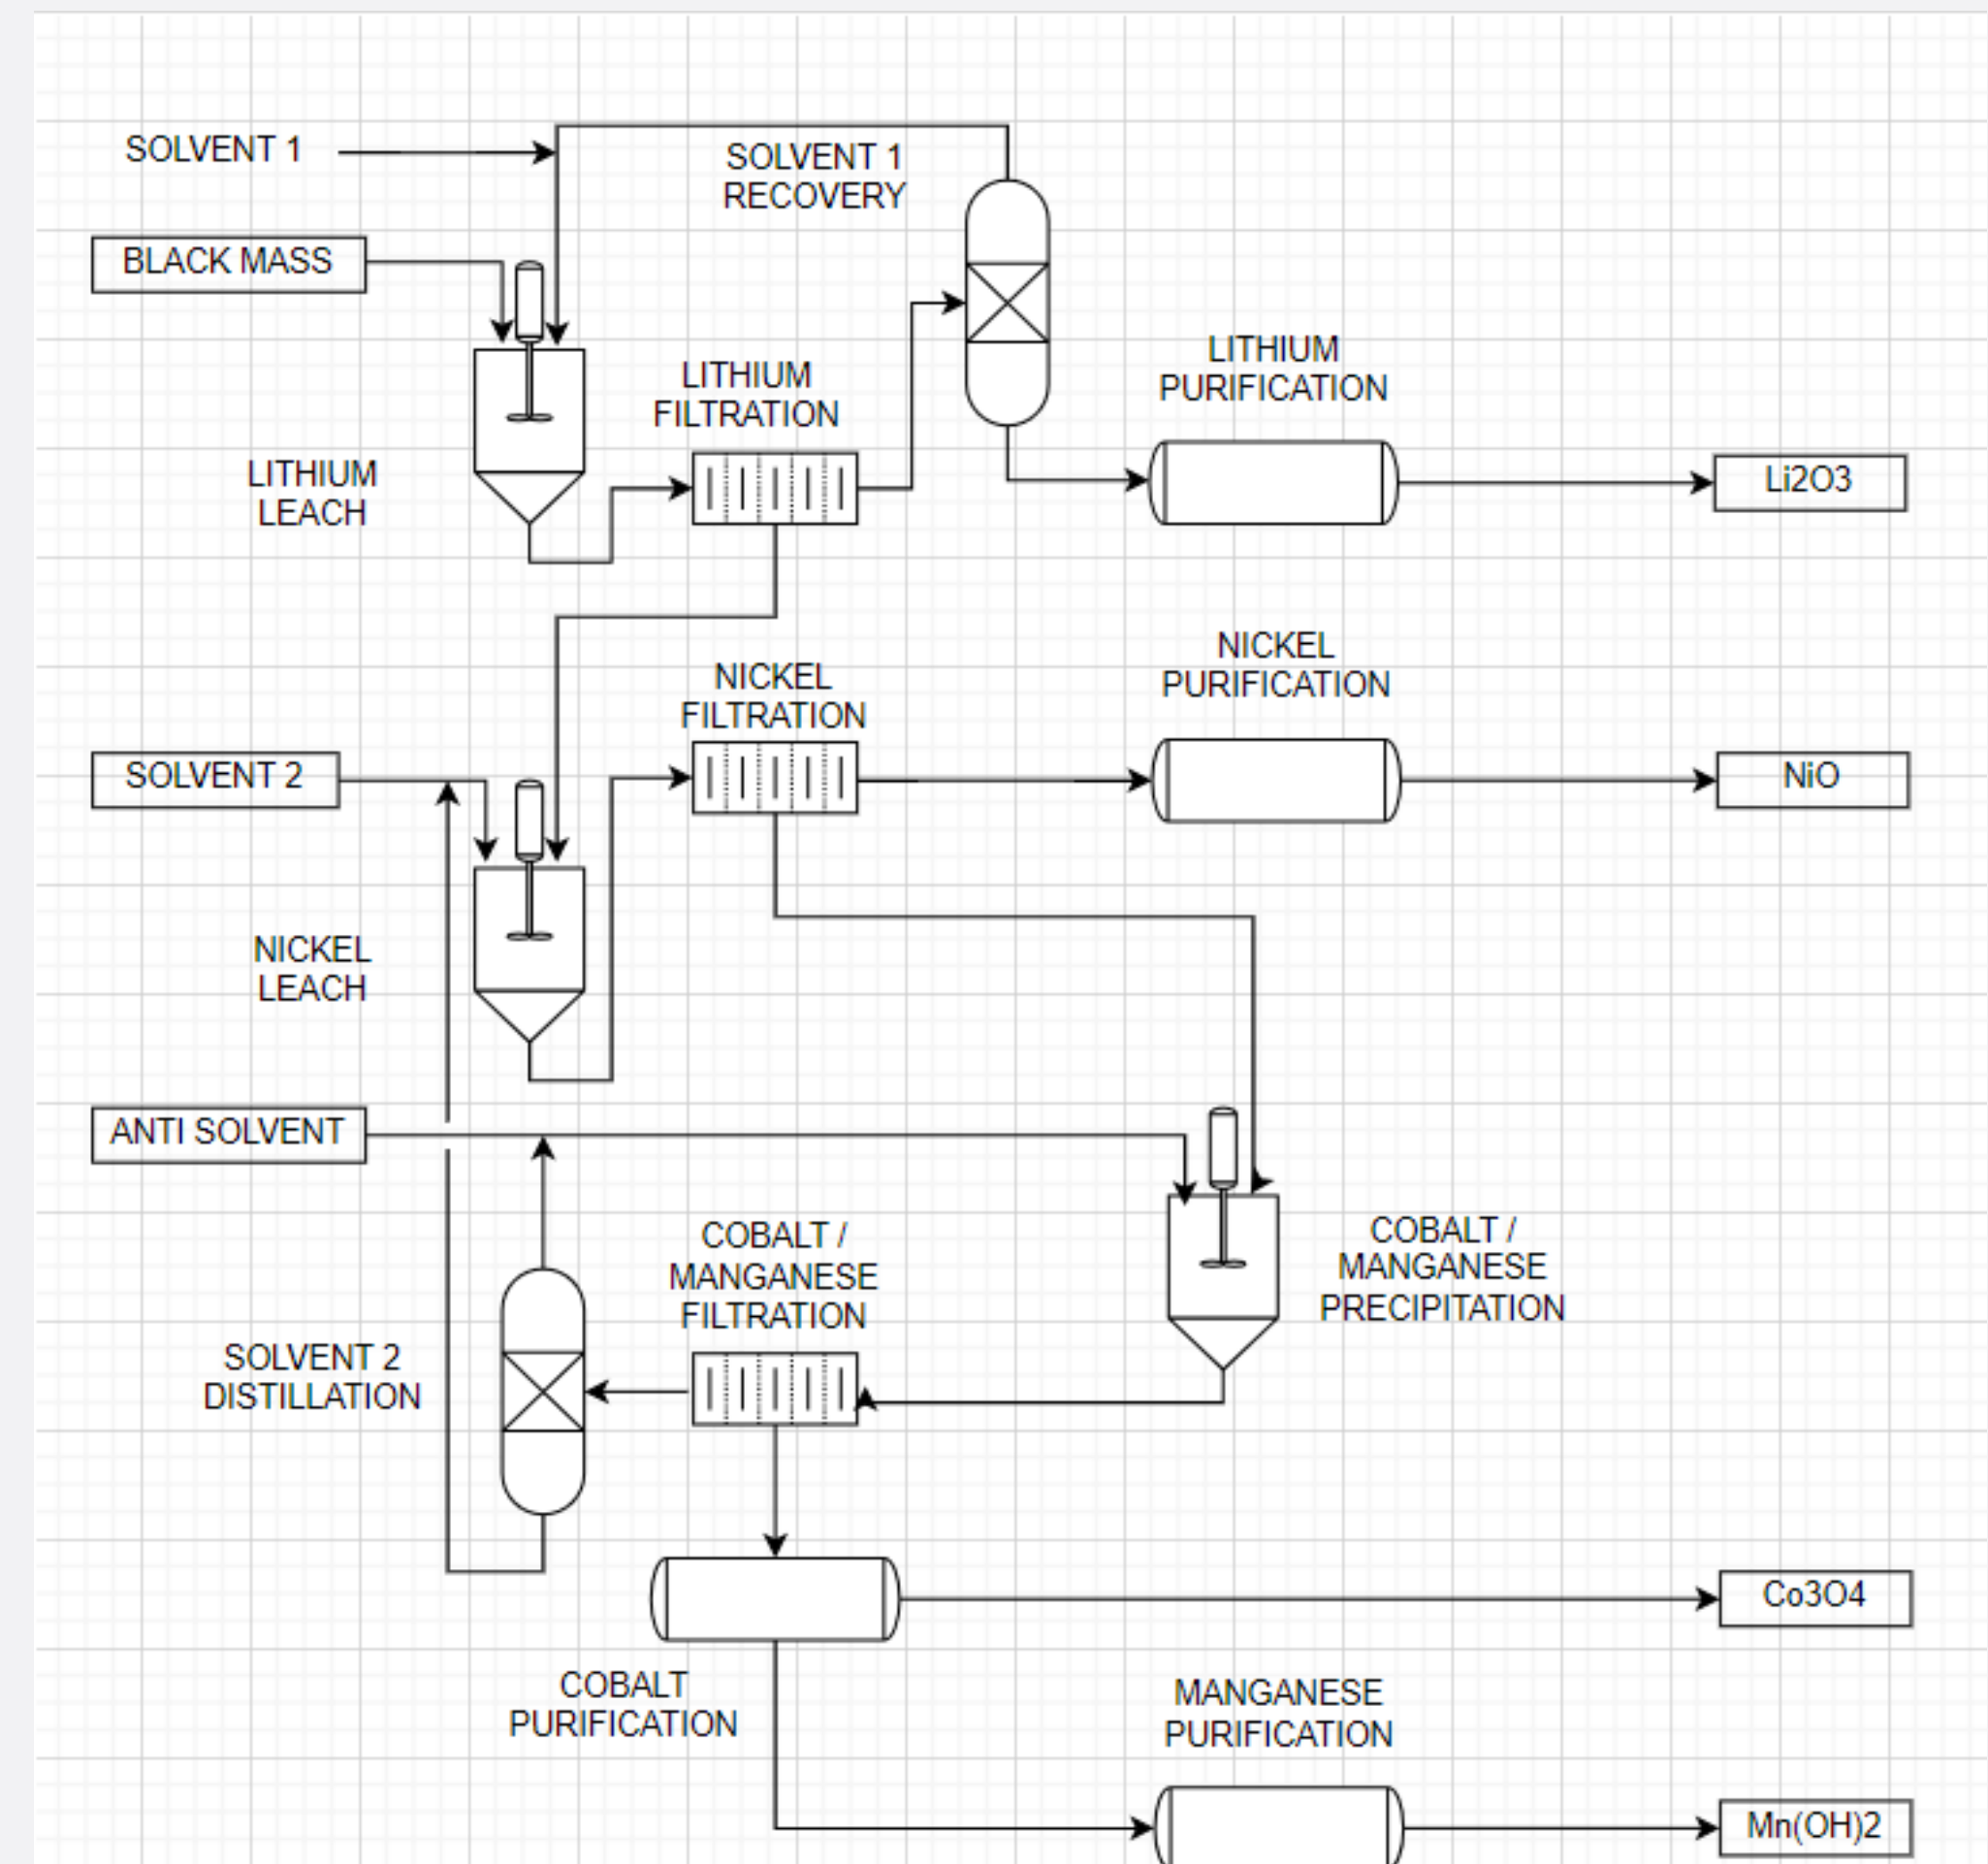 SOLVENT 1
SOLVENT 1
RECOVERY
BLACK MASS
LITHIUM
PURIFICATION
LITHIUM
FILTRATION
LITHIUM
LEACH
Li2O3
NICKEL
PURIFICATION
NICKEL
FILTRATION
SOLVENT 2
NiO
NICKEL
LEACH
ANTI SOLVENT
COBALT /
MANGANESE
FILTRATION
COBALT /
MANGANESE
PRECIPITATION
SOLVENT 2
DISTILLATION
Co3O4
COBALT
PURIFICATION
MANGANESE
PURIFICATION
Mn(OH)2